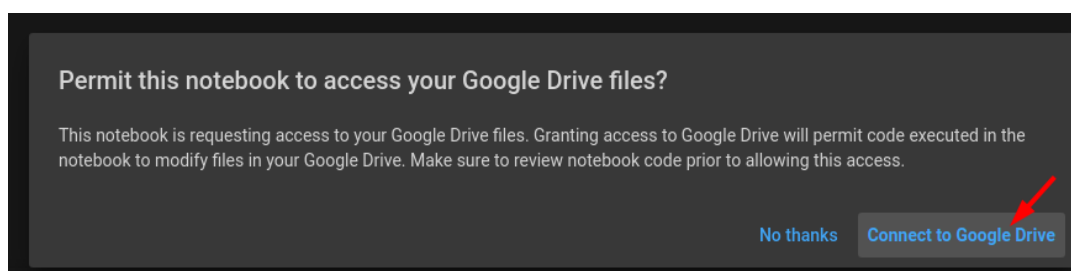 Permit this notebook to access your Google Drive files?
This notebook is requesting access to your Google Drive files. Granting access to Google Drive will permit code executed in the
notebook to modify files in your Google Drive. Make sure to review notebook code prior to allowing this access.
No thanks
Connect to Google Drive